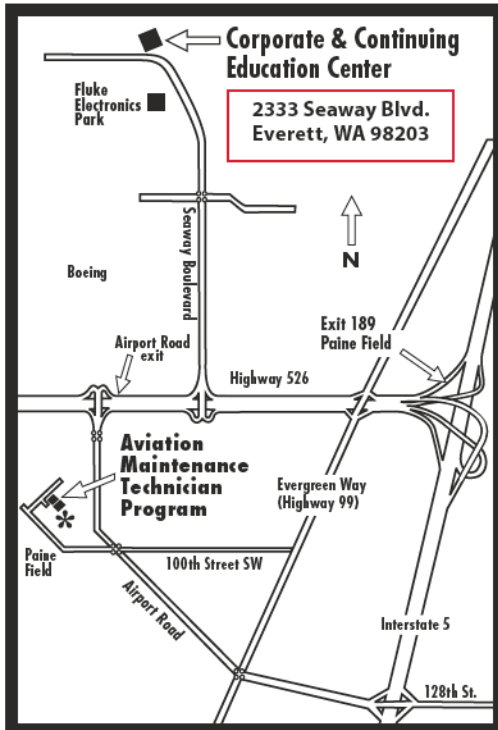 Corporate & Continuing
Education Center
Fluke
Electronics
Park
2333 Seaway Blvd.
Everett, WA 98203
Seaway Boulevard
N
Boeing
Exit 189
Paine Field
Airport Road
exit
Highway 526
Aviation
Maintenance
Technician
Program
Evergreen Way
(Highway 99)
Paine
Field
100th Street SW
Airport Road
Interstate 5
128th St.